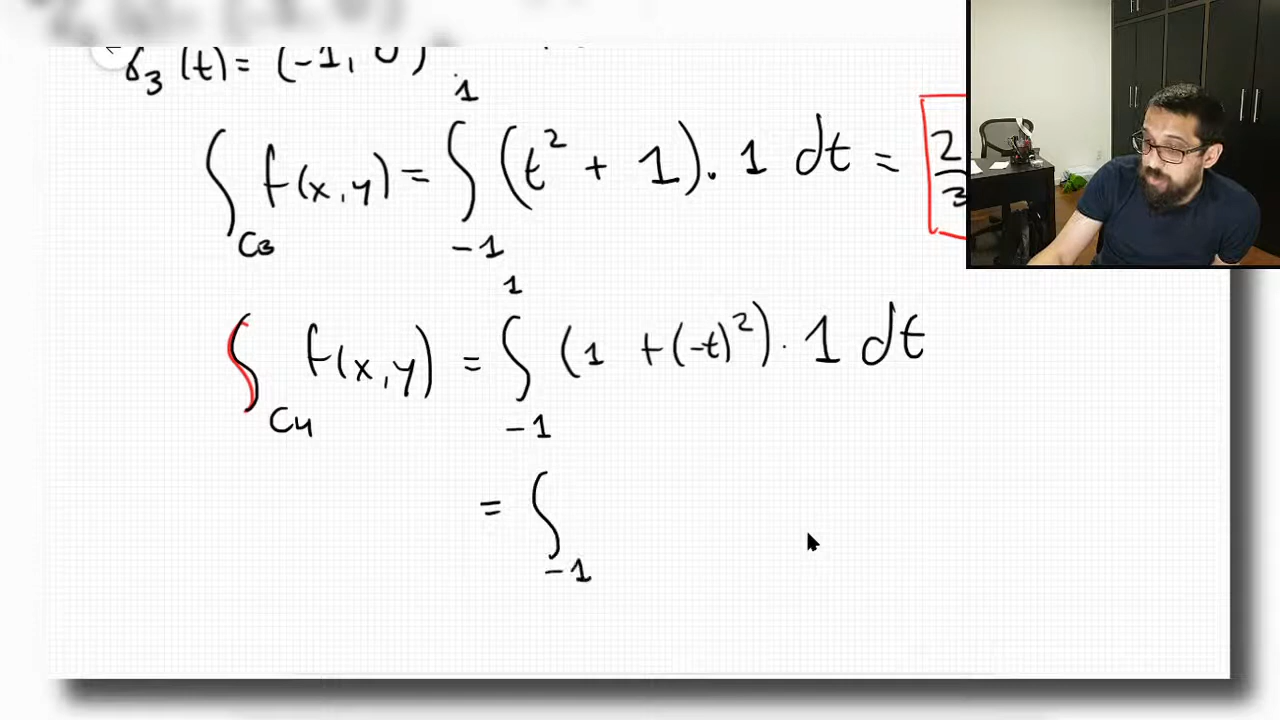 γ₃'(t) = (-1, 0)
∫_{C3} f(x,y) = ∫_{-1}^{1} (t² + 1) · 1 dt = 2/3
∫_{C4} f(x,y) = ∫_{-1}^{1} (1 + (-t)²) · 1 dt
= ∫_{-1}